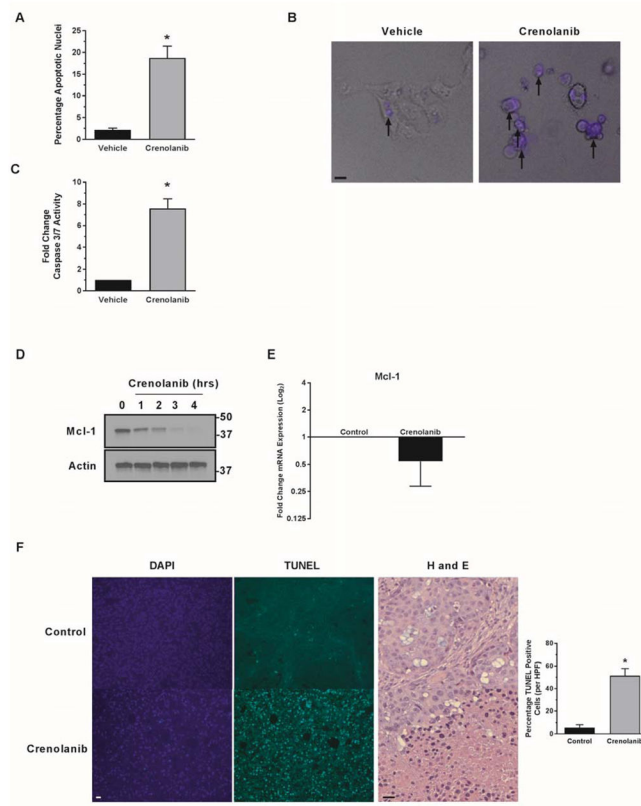 A
Percentage Apoptotic Nuclei
25
20
15
10
5
0
*
Vehicle Crenolanib
B
Vehicle Crenolanib
C
Fold Change
Caspase 3/7 Activity
10
8
6
4
2
0
*
Vehicle Crenolanib
D
Crenolanib (hrs)
0 1 2 3 4
Mcl-1
-50
-37
Actin
-37
E
Mcl-1
Fold Change mRNA Expression (Log2)
4
2
1
0.5
0.25
0.125
Control Crenolanib
F
DAPI TUNEL H and E
Control
Crenolanib
Percentage TUNEL Positive
Cells (per HPF)
80
60
40
20
0
*
Control Crenolanib